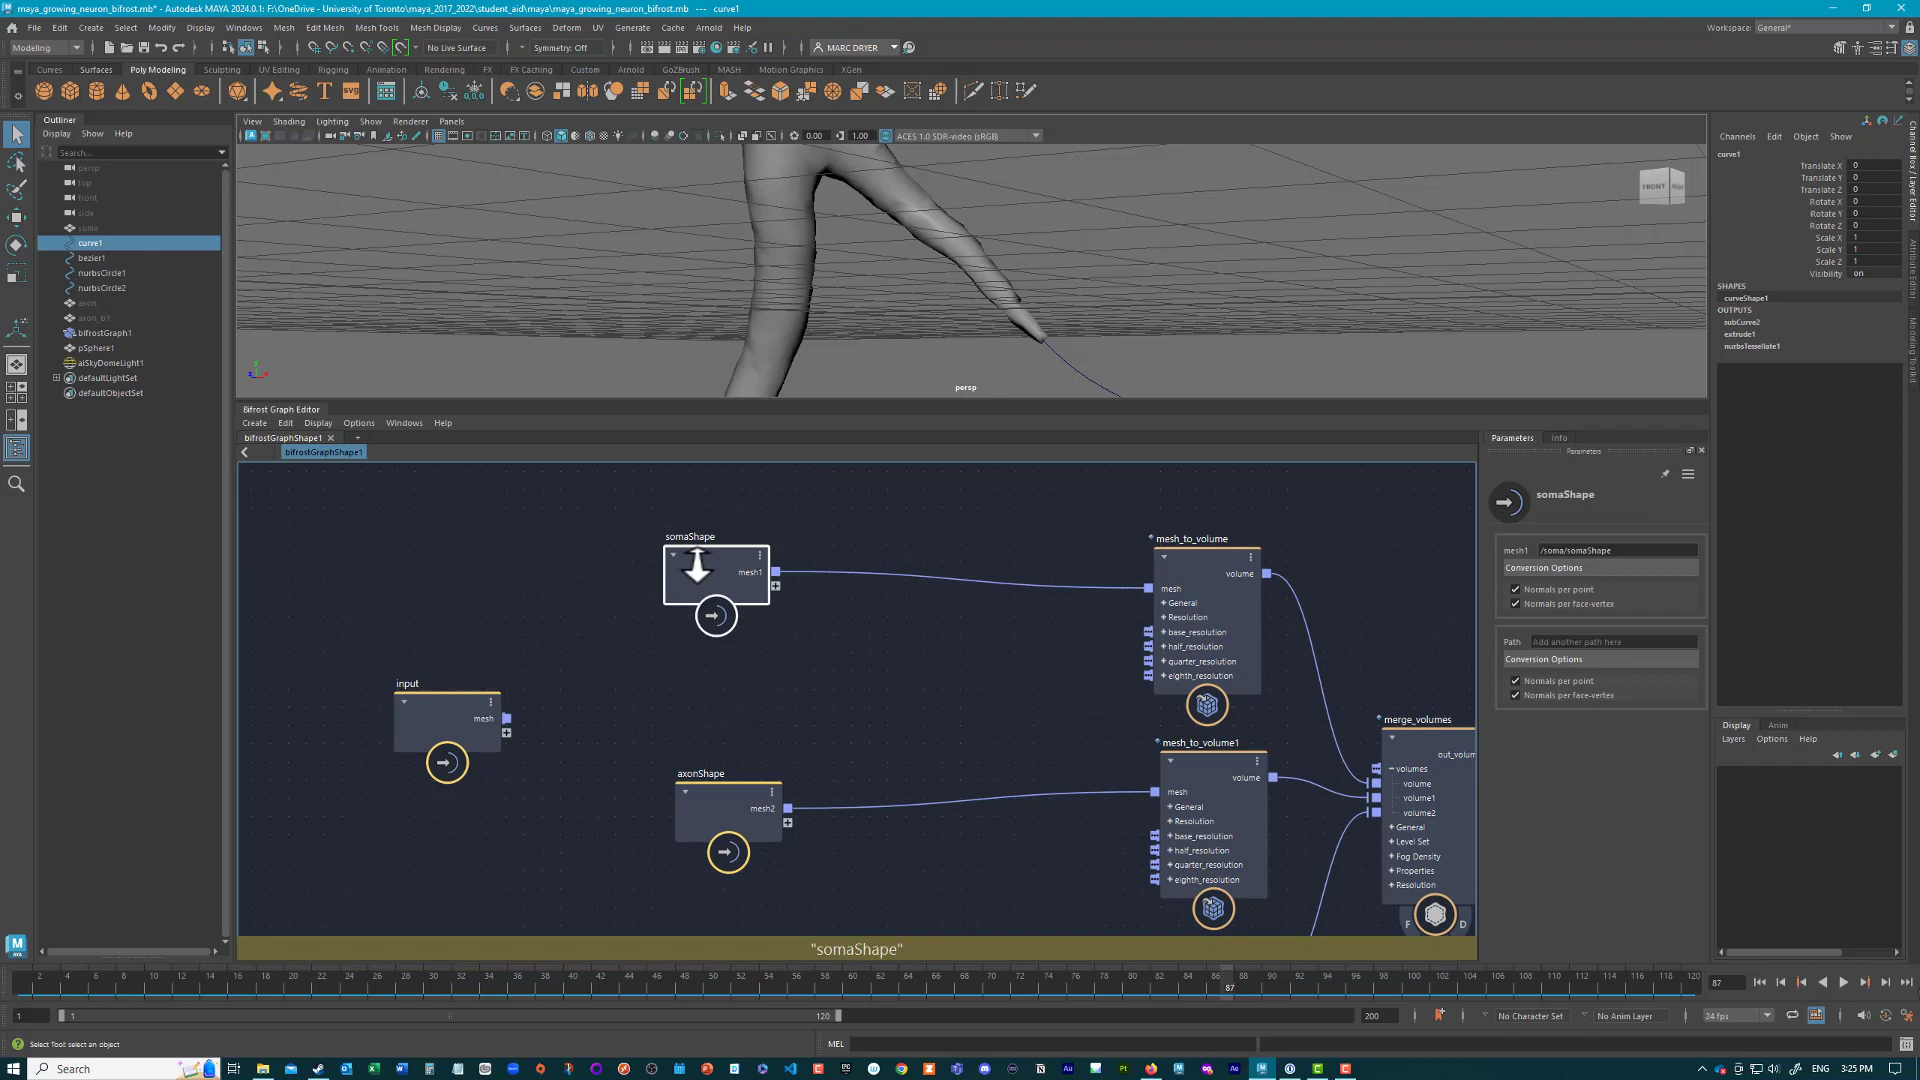 maya_growing_neuron_bifrost.mb* - Autodesk MAYA 2024.0.1: F:\OneDrive - University of Toronto\maya_2017_2022\student_aid\maya\maya_growing_neuron_bifrost.mb --- curve1
File Edit Create Select Modify Display Windows Mesh Edit Mesh Mesh Tools Mesh Display Curves Surfaces Deform UV Generate Cache Arnold Help
Workspace: General*
Modeling No Live Surface Symmetry: Off MARC DRYER
Curves Surfaces Poly Modeling Sculpting UV Editing Rigging Animation Rendering FX FX Caching Custom Arnold GoZBrush MASH Motion Graphics XGen
Outliner
Display Show Help
Search...
persp
top
front
side
soma
curve1
bezier1
nurbsCircle1
nurbsCircle2
axon
axon_b1
bifrostGraph1
pSphere1
aiSkyDomeLight1
defaultLightSet
defaultObjectSet
View Shading Lighting Show Renderer Panels
0.00 1.00 ACES 1.0 SDR-video (sRGB)
FRONT
persp
Bifrost Graph Editor
Create Edit Display Options Windows Help
bifrostGraphShape1
bifrostGraphShape1
somaShape
mesh1
input
mesh
axonShape
mesh2
mesh_to_volume
volume
mesh
General
Resolution
base_resolution
half_resolution
quarter_resolution
eighth_resolution
mesh_to_volume1
volume
mesh
General
Resolution
base_resolution
half_resolution
quarter_resolution
eighth_resolution
merge_volumes
out_volum
volumes
volume
volume1
volume2
General
Level Set
Fog Density
Properties
Resolution
F D
"somaShape"
Parameters Info
Parameters
somaShape
mesh1 /soma/somaShape
Conversion Options
Normals per point
Normals per face-vertex
Path Add another path here
Conversion Options
Normals per point
Normals per face-vertex
Channels Edit Object Show
curve1
Translate X 0
Translate Y 0
Translate Z 0
Rotate X 0
Rotate Y 0
Rotate Z 0
Scale X 1
Scale Y 1
Scale Z 1
Visibility on
SHAPES
curveShape1
OUTPUTS
subCurve2
extrude1
nurbsTessellate1
Display Anim
Layers Options Help
Channel Box / Layer Editor
Attribute Editor
Modeling Toolkit
2 4 6 8 10 12 14 16 18 20 22 24 26 28 30 32 34 36 38 40 42 44 46 48 50 52 54 56 58 60 62 64 66 68 70 72 74 76 78 80 82 84 86 88 90 92 94 96 98 100 102 104 106 108 110 112 114 116 118 120
87
87
1 1 120 200 No Character Set No Anim Layer 24 fps
Select Tool: select an object
MEL
Search
ENG 3:25 PM